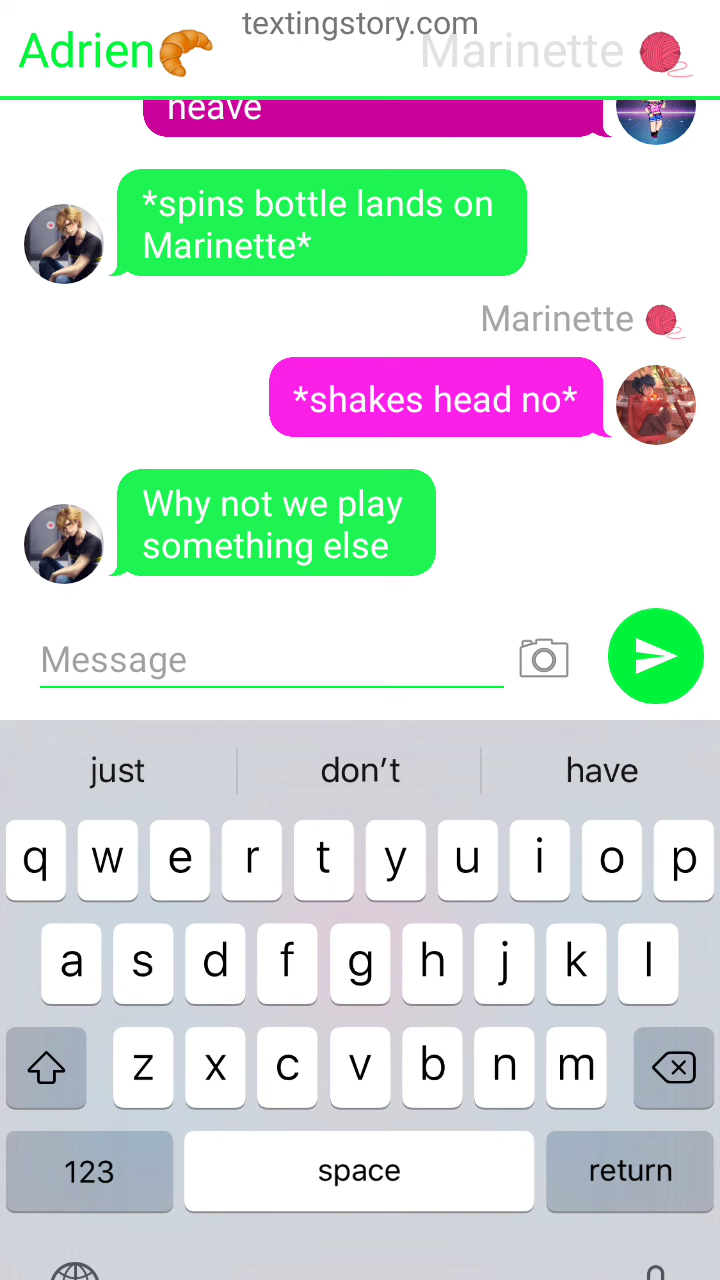 textingstory.com
Adrien🥐
Marinette 🧶
heave
*spins bottle lands on
Marinette*
Marinette 🧶
*shakes head no*
Why not we play
something else
Message
just don't have
q w e r t y u i o p
a s d f g h j k l
z x c v b n m
123 space return